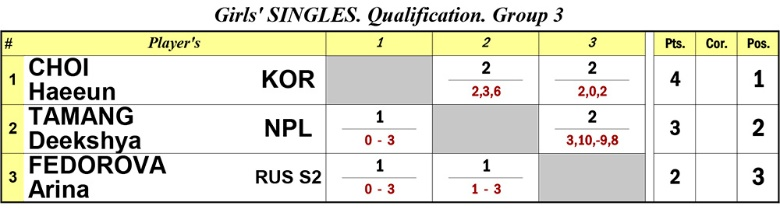 Girls' SINGLES. Qualification. Group 3
# Player's 1 2 3 Pts. Cor. Pos.
1 CHOI Haeeun KOR 2 2 4 1
2,3,6 2,0,2
2 TAMANG Deekshya NPL 1 2 3 2
0 - 3 3,10,-9,8
3 FEDOROVA Arina RUS S2 1 1 2 3
0 - 3 1 - 3